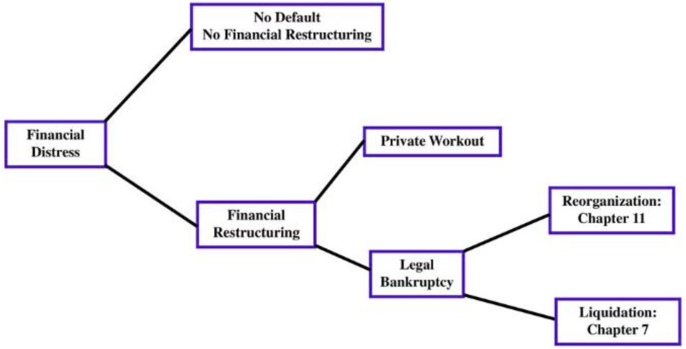 No Default
No Financial Restructuring
Financial
Distress
Private Workout
Financial
Restructuring
Reorganization:
Chapter 11
Legal
Bankruptcy
Liquidation:
Chapter 7